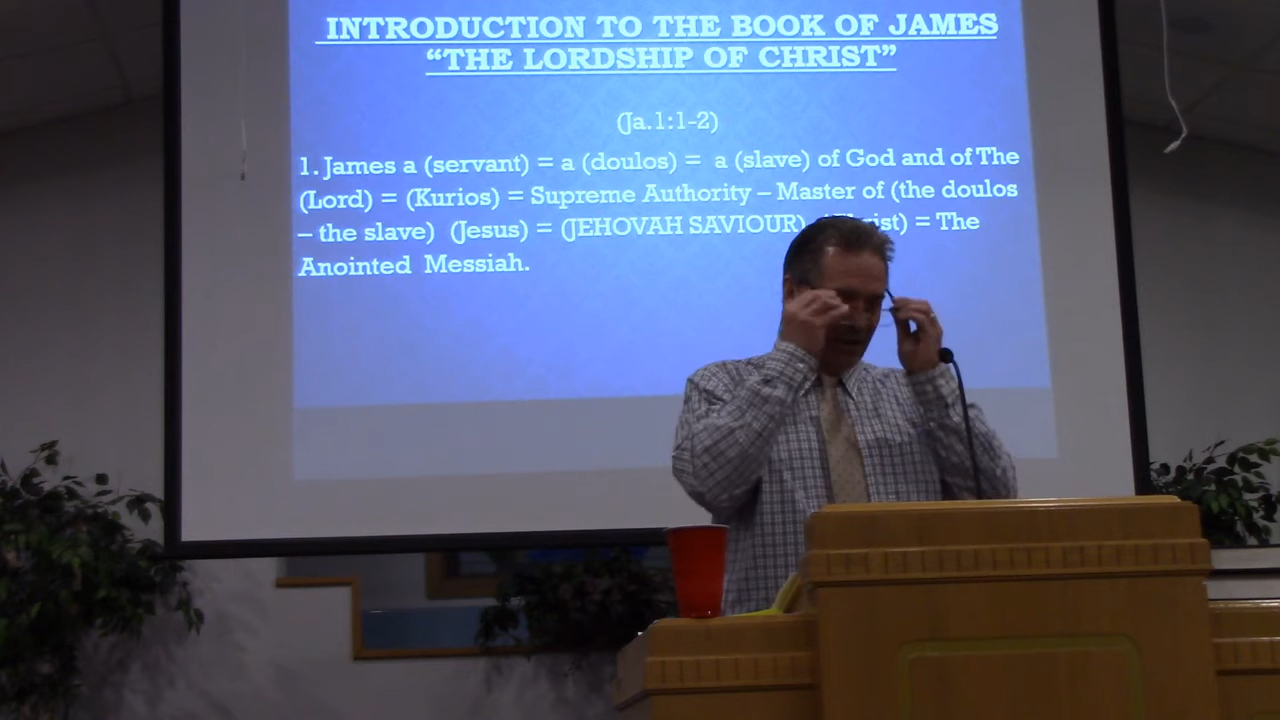 INTRODUCTION TO THE BOOK OF JAMES
“THE LORDSHIP OF CHRIST”
(Ja.1:1-2)
1. James a (servant) = a (doulos) = a (slave) of God and of The
(Lord) = (Kurios) = Supreme Authority – Master of (the doulos
– the slave) (Jesus) = (JEHOVAH SAVIOUR) = The
Anointed Messiah.